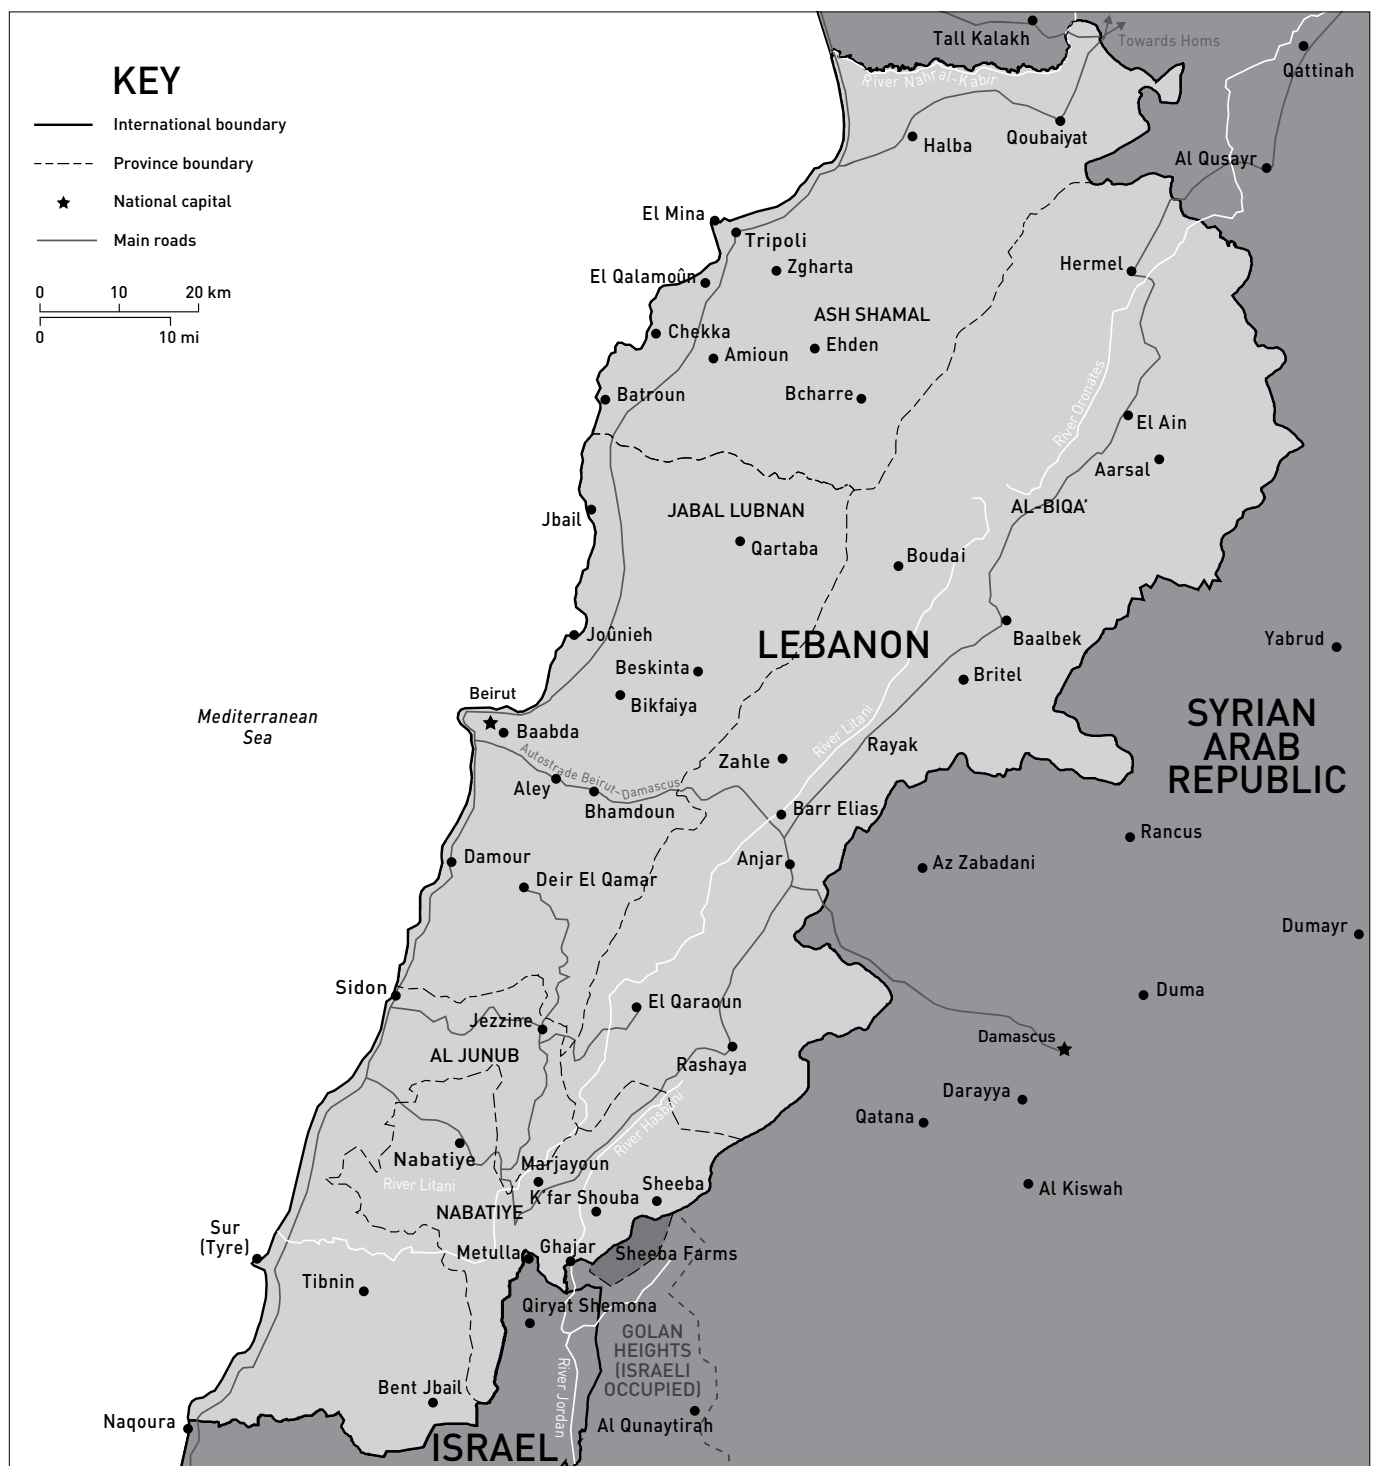 KEY
International boundary
Province boundary
National capital
Main roads
0 10 20 km
0 10 mi
Tall Kalakh
Towards Homs
Qattinah
River Nahral-Kabir
Halba
Qoubaiyat
Al Qusayr
El Mina
Tripoli
Zgharta
Hermel
El Qalamoûn
ASH SHAMAL
Chekka
Ehden
Amioun
Batroun
Bcharre
River Oronates
El Ain
Aarsal
JABAL LUBNAN
AL-BIQA’
Jbail
Qartaba
Boudai
Joûnieh
LEBANON
Baalbek
Yabrud
Beskinta
Britel
Beirut
Bikfaiya
Mediterranean
Sea
Baabda
SYRIAN
ARAB
REPUBLIC
River Litani
Rayak
Autostrade Beirut-Damascus
Zahle
Aley
Bhamdoun
Barr Elias
Rancus
Damour
Anjar
Az Zabadani
Deir El Qamar
Dumayr
Sidon
El Qaraoun
Duma
Jezzine
Damascus
AL JUNUB
Rashaya
Darayya
Qatana
River Hasbani
Nabatiye
Marjayoun
River Litani
Sheeba
K’far Shouba
Al Kiswah
NABATIYE
Sur
(Tyre)
Metulla
Ghajar
Sheeba Farms
Tibnin
Qiryat Shemona
GOLAN
HEIGHTS
(ISRAELI
OCCUPIED)
River Jordan
Bent Jbail
Naqoura
Al Qunaytirah
ISRAEL